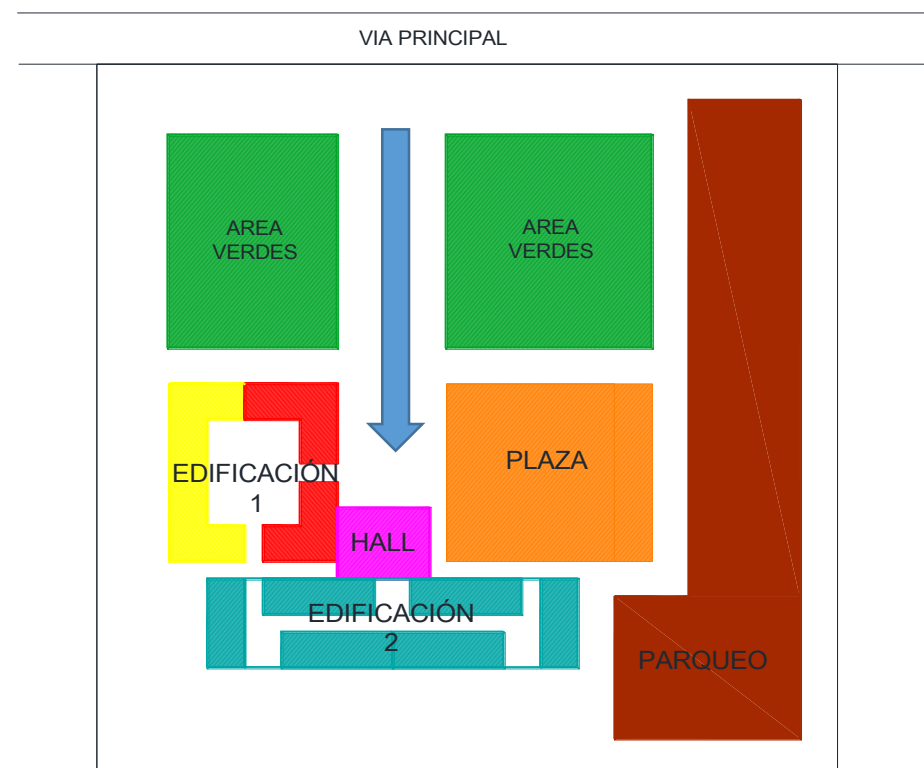 VIA PRINCIPAL
AREA
VERDES
AREA
VERDES
EDIFICACIÓN
1
PLAZA
HALL
EDIFICACIÓN
2
PARQUEO